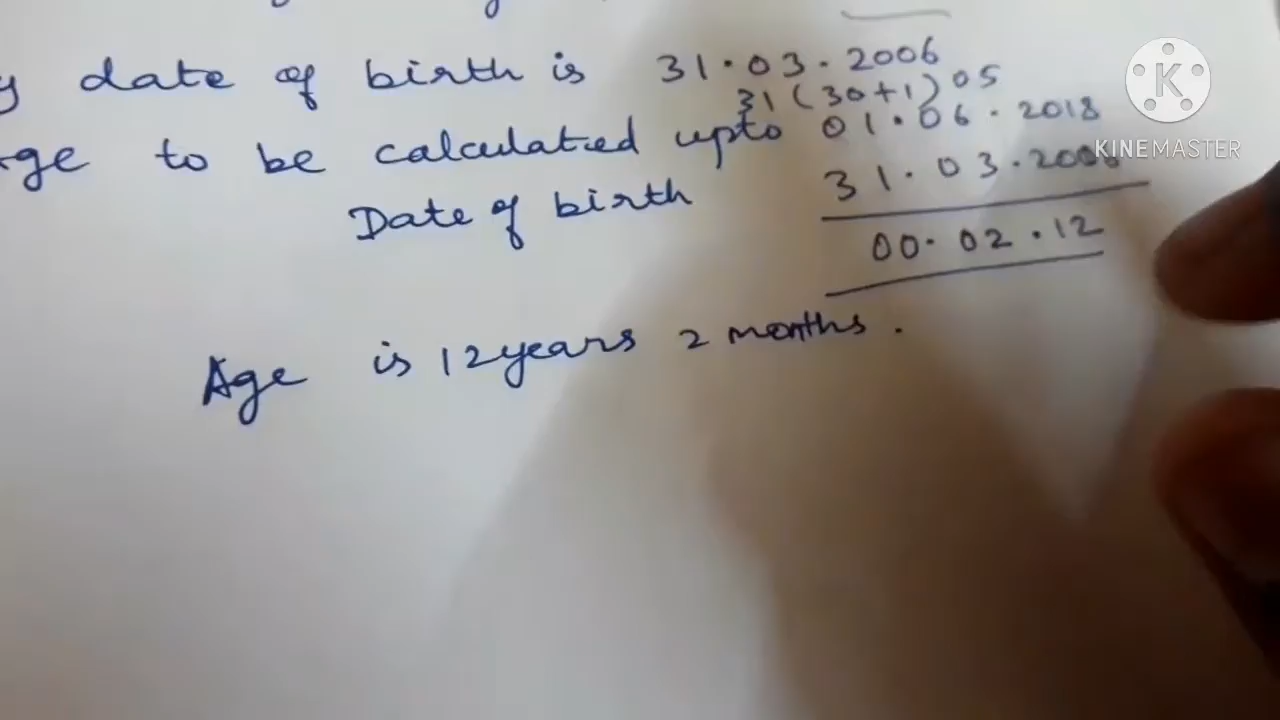 date of birth is 31.03.2006
31 (30+1) 05
to be calculated upto 01.06.2018
Date of birth 31.03.2006
00.02.12
Age is 12 years 2 months.
KINEMASTER